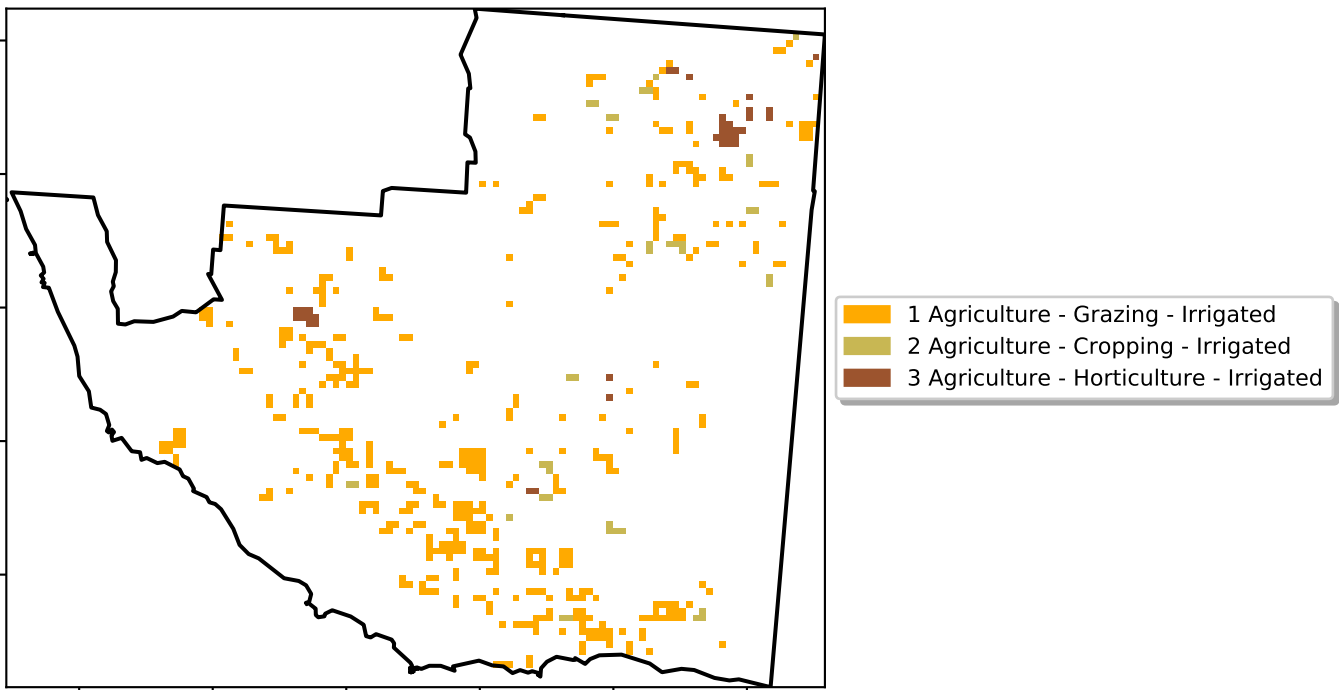 1 Agriculture - Grazing - Irrigated
2 Agriculture - Cropping - Irrigated
3 Agriculture - Horticulture - Irrigated